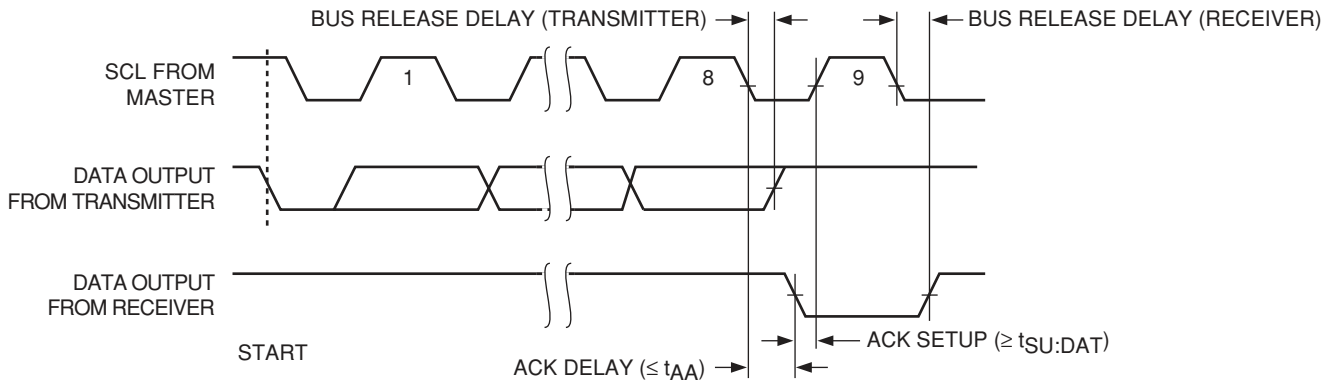 BUS RELEASE DELAY (TRANSMITTER)
BUS RELEASE DELAY (RECEIVER)
SCL FROM
MASTER
1
8
9
DATA OUTPUT
FROM TRANSMITTER
DATA OUTPUT
FROM RECEIVER
START
ACK SETUP (≥ tSU:DAT)
ACK DELAY (≤ tAA)